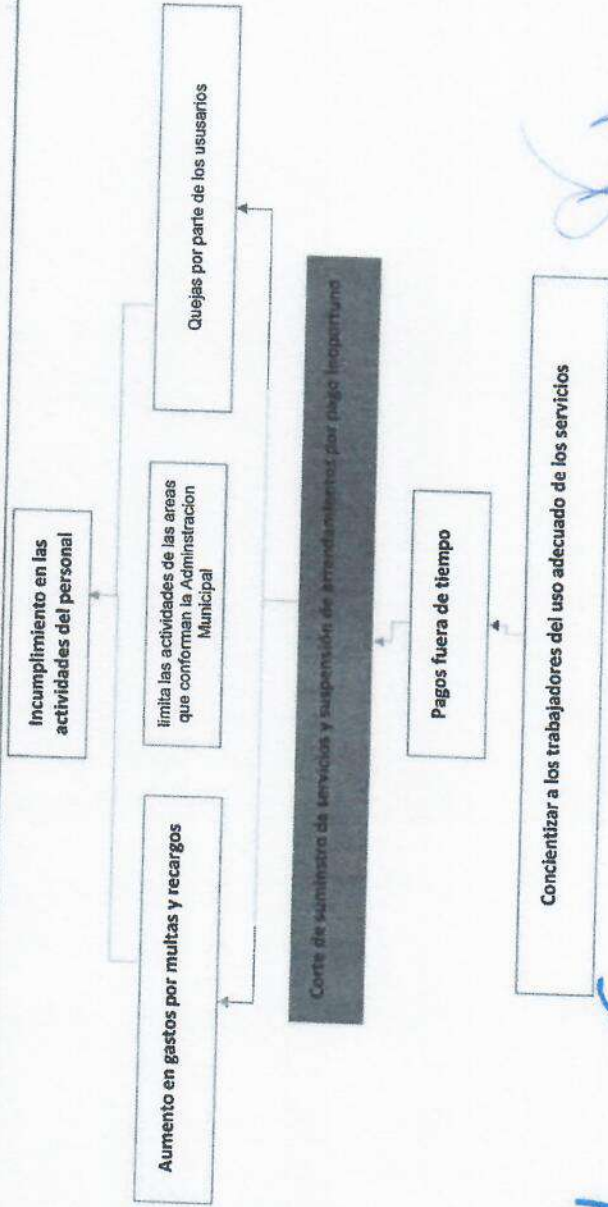 Incumplimiento en las
actividades del personal
Aumento en gastos por multas y recargos
limita las actividades de las areas
que conforman la Adminstracion
Municipal
Quejas por parte de los ususarios
Corte de suministro de servicios y suspensión de arrendamientos por pago inoportuno
Pagos fuera de tiempo
Concientizar a los trabajadores del uso adecuado de los servicios